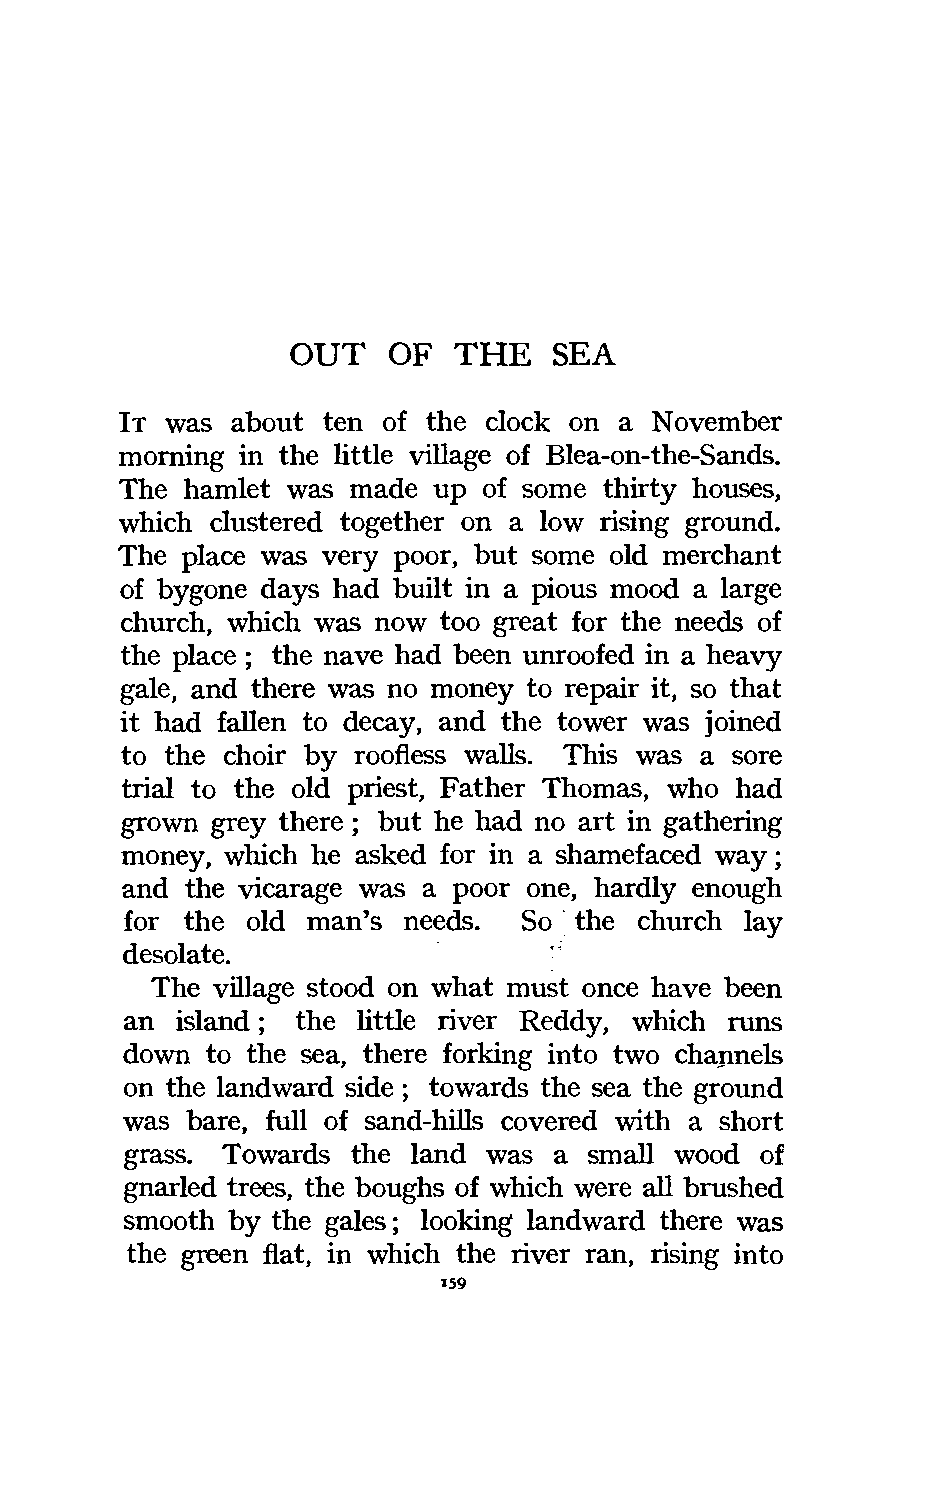 OUT OF THE SEA
IT was about ten of the clock on a November
morning in the little village of Blea-on-the-Sands.
The hamlet was made up of some thirty houses,
which clustered together on a low rising ground.
The place was very poor, but some old merchant
of bygone days had built in a pious mood a large
church, which was now too great for the needs of
the place ; the nave had been unroofed in a heavy
gale, and there was no money to repair it, so that
it had fallen to decay, and the tower was joined
to the choir by roofless walls. This was a sore
trial to the old priest, Father Thomas, who had
grown grey there ; but he had no art in gathering
money, which he asked for in a shamefaced way ;
and the vicarage was a poor one, hardly enough
for the old man's needs. So the church lay
desolate.
The village stood on what must once have been
an island ; the little river Reddy, which runs
down to the sea, there forking into two channels
on the landward side ; towards the sea the ground
was bare, full of sand-hills covered with a short
grass. Towards the land was a small wood of
gnarled trees, the boughs of which were all brushed
smooth by the gales ; looking landward there was
the green flat, in which the river ran, rising into
159